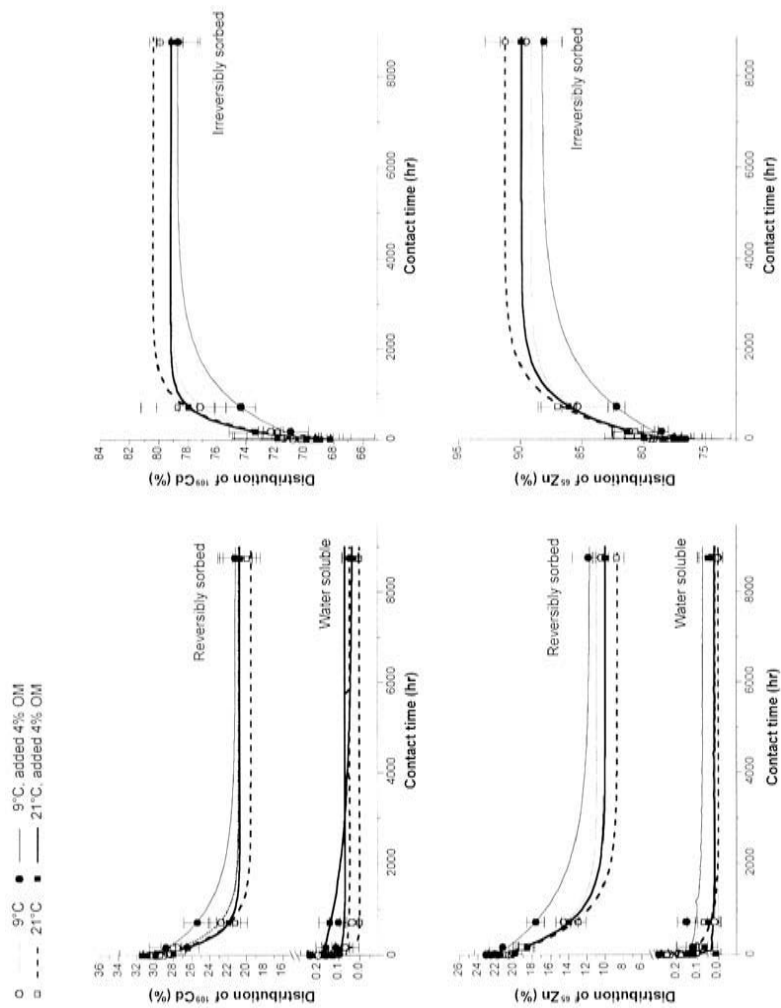 9°C 9°C, added 4% OM
21°C 21°C, added 4% OM
Distribution of ¹⁰⁹Cd (%)
36
34
32
30
28
26
24
22
20
18
16
0.2
0.1
0.0
Reversibly sorbed
Water soluble
0 2000 4000 6000 8000
Contact time (hr)
Distribution of ¹⁰⁹Cd (%)
84
82
80
78
76
74
72
70
68
66
Irreversibly sorbed
0 2000 4000 6000 8000
Contact time (hr)
Distribution of ⁶⁵Zn (%)
26
24
22
20
18
16
14
12
10
8
6
0.2
0.1
0.0
Reversibly sorbed
Water soluble
0 2000 4000 6000 8000
Contact time (hr)
Distribution of ⁶⁵Zn (%)
95
90
85
80
75
Irreversibly sorbed
0 2000 4000 6000 8000
Contact time (hr)